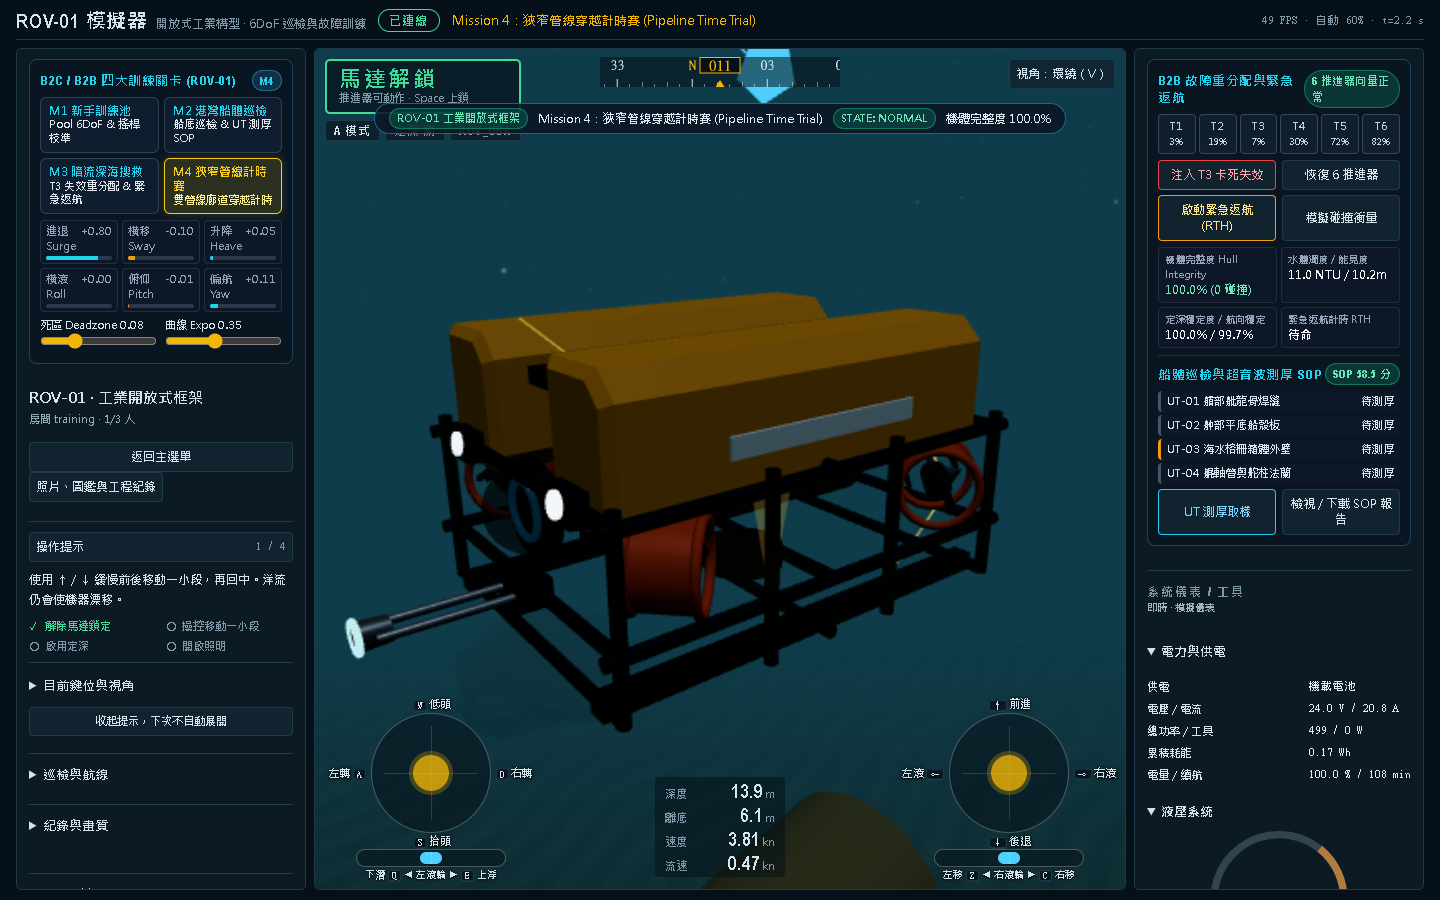 ROV-01 模擬器 開放式工業構型 · 6DoF 巡檢與故障訓練 已連線 Mission 4：狹窄管線穿越計時賽 (Pipeline Time Trial)
49 FPS · 自動 60% · t=2.2 s
B2C / B2B 四大訓練關卡 (ROV-01) M4
M1 新手訓練池
Pool 6DoF & 搖桿校準
M2 港灣船體巡檢
船底巡檢 & UT 測厚 SOP
M3 暗流深海搜救
T3 失效重分配 & 緊急返航
M4 狹窄管線計時賽
雙管線廊道穿越計時
進退 +0.80
Surge
橫移 -0.10
Sway
升降 +0.05
Heave
橫滾 +0.00
Roll
俯仰 -0.01
Pitch
偏航 +0.11
Yaw
死區 Deadzone 0.08
曲線 Expo 0.35
ROV-01 · 工業開放式框架
房間 training · 1/3 人
返回主選單
照片、圖鑑與工程紀錄
操作提示 1 / 4
使用 ↑ / ↓ 緩慢前後移動一小段，再回中。洋流
仍會使機器漂移。
✓ 解除馬達鎖定
○ 操控移動一小段
○ 啟用定深
○ 開啟照明
▶ 目前鍵位與視角
收起提示，下次不自動展開
▶ 巡檢與航線
▶ 紀錄與畫質
馬達解鎖
推進器可動作 · Space 上鎖
A 模式
33 N 011 03
視角：環繞 ( V )
ROV-01 工業開放式框架 Mission 4：狹窄管線穿越計時賽 (Pipeline Time Trial) STATE: NORMAL 機體完整度 100.0%
W 低頭
左轉 A
D 右轉
S 抬頭
下潛 Q ◀ 左滾輪 ▶ E 上浮
深度 13.9 m
離底 6.1 m
速度 3.81 kn
流速 0.47 kn
↑ 前進
左滾 ←
→ 右滾
↓ 後退
左移 Z ◀ 右滾輪 ▶ C 右移
B2B 故障重分配與緊急返航
6 推進器向量正常
T1 3%
T2 19%
T3 7%
T4 30%
T5 72%
T6 82%
注入 T3 卡死失效
恢復 6 推進器
啟動緊急返航 (RTH)
模擬碰撞衝量
機體完整度 Hull Integrity
100.0% (0 碰撞)
水體濁度 / 能見度
11.0 NTU / 10.2m
定深穩定度 / 航向穩定
100.0% / 99.7%
緊急返航計時 RTH
待命
船體巡檢與超音波測厚 SOP SOP 58.5 分
UT-01 艏部舭龍骨焊縫 待測厚
UT-02 舯部平底船殼板 待測厚
UT-03 海水格柵箱體外壁 待測厚
UT-04 艉軸管與舵柱法蘭 待測厚
UT 測厚取樣
檢視 / 下載 SOP 報告
系統儀表 / 工具
即時 · 模擬儀表
▼ 電力與供電
供電 機載電池
電壓 / 電流 24.0 V / 20.8 A
總功率 / 工具 499 / 0 W
累積耗能 0.17 Wh
電量 / 續航 100.0 % / 108 min
▼ 液壓系統